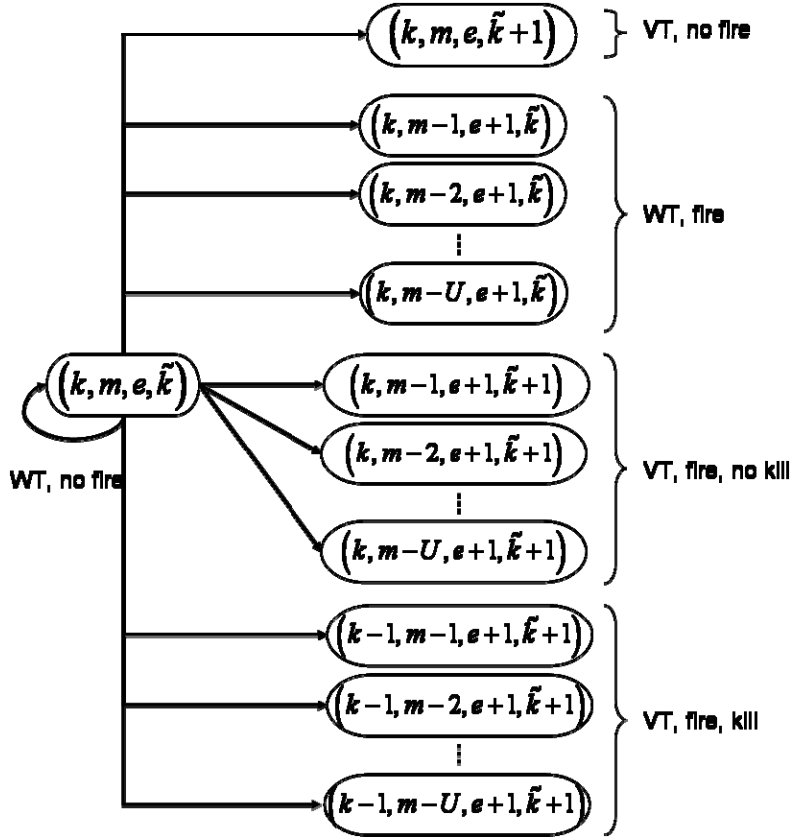 (k, m, e, k̃+1)
VT, no fire
(k, m−1, e+1, k̃)
(k, m−2, e+1, k̃)
WT, fire
(k, m−U, e+1, k̃)
(k, m, e, k̃)
WT, no fire
(k, m−1, e+1, k̃+1)
(k, m−2, e+1, k̃+1)
VT, fire, no kill
(k, m−U, e+1, k̃+1)
(k−1, m−1, e+1, k̃+1)
(k−1, m−2, e+1, k̃+1)
VT, fire, kill
(k−1, m−U, e+1, k̃+1)